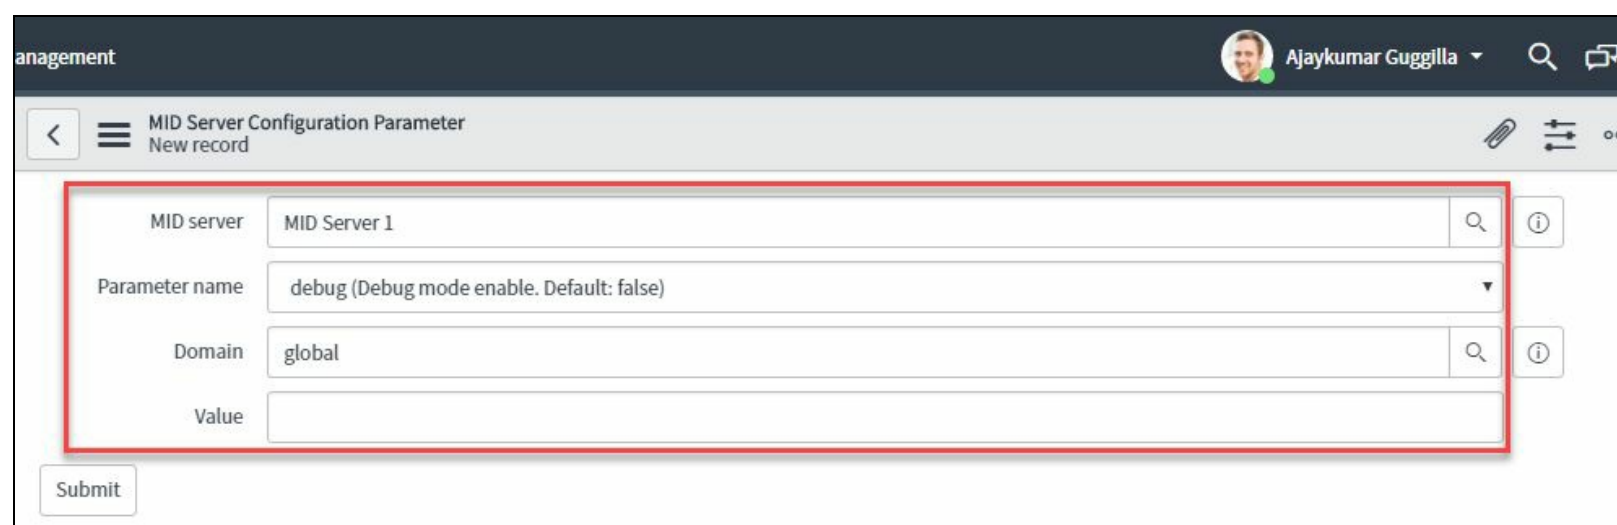 anagement
Ajaykumar Guggilla
MID Server Configuration Parameter
New record
MID server
MID Server 1
Parameter name
debug (Debug mode enable. Default: false)
Domain
global
Value
Submit